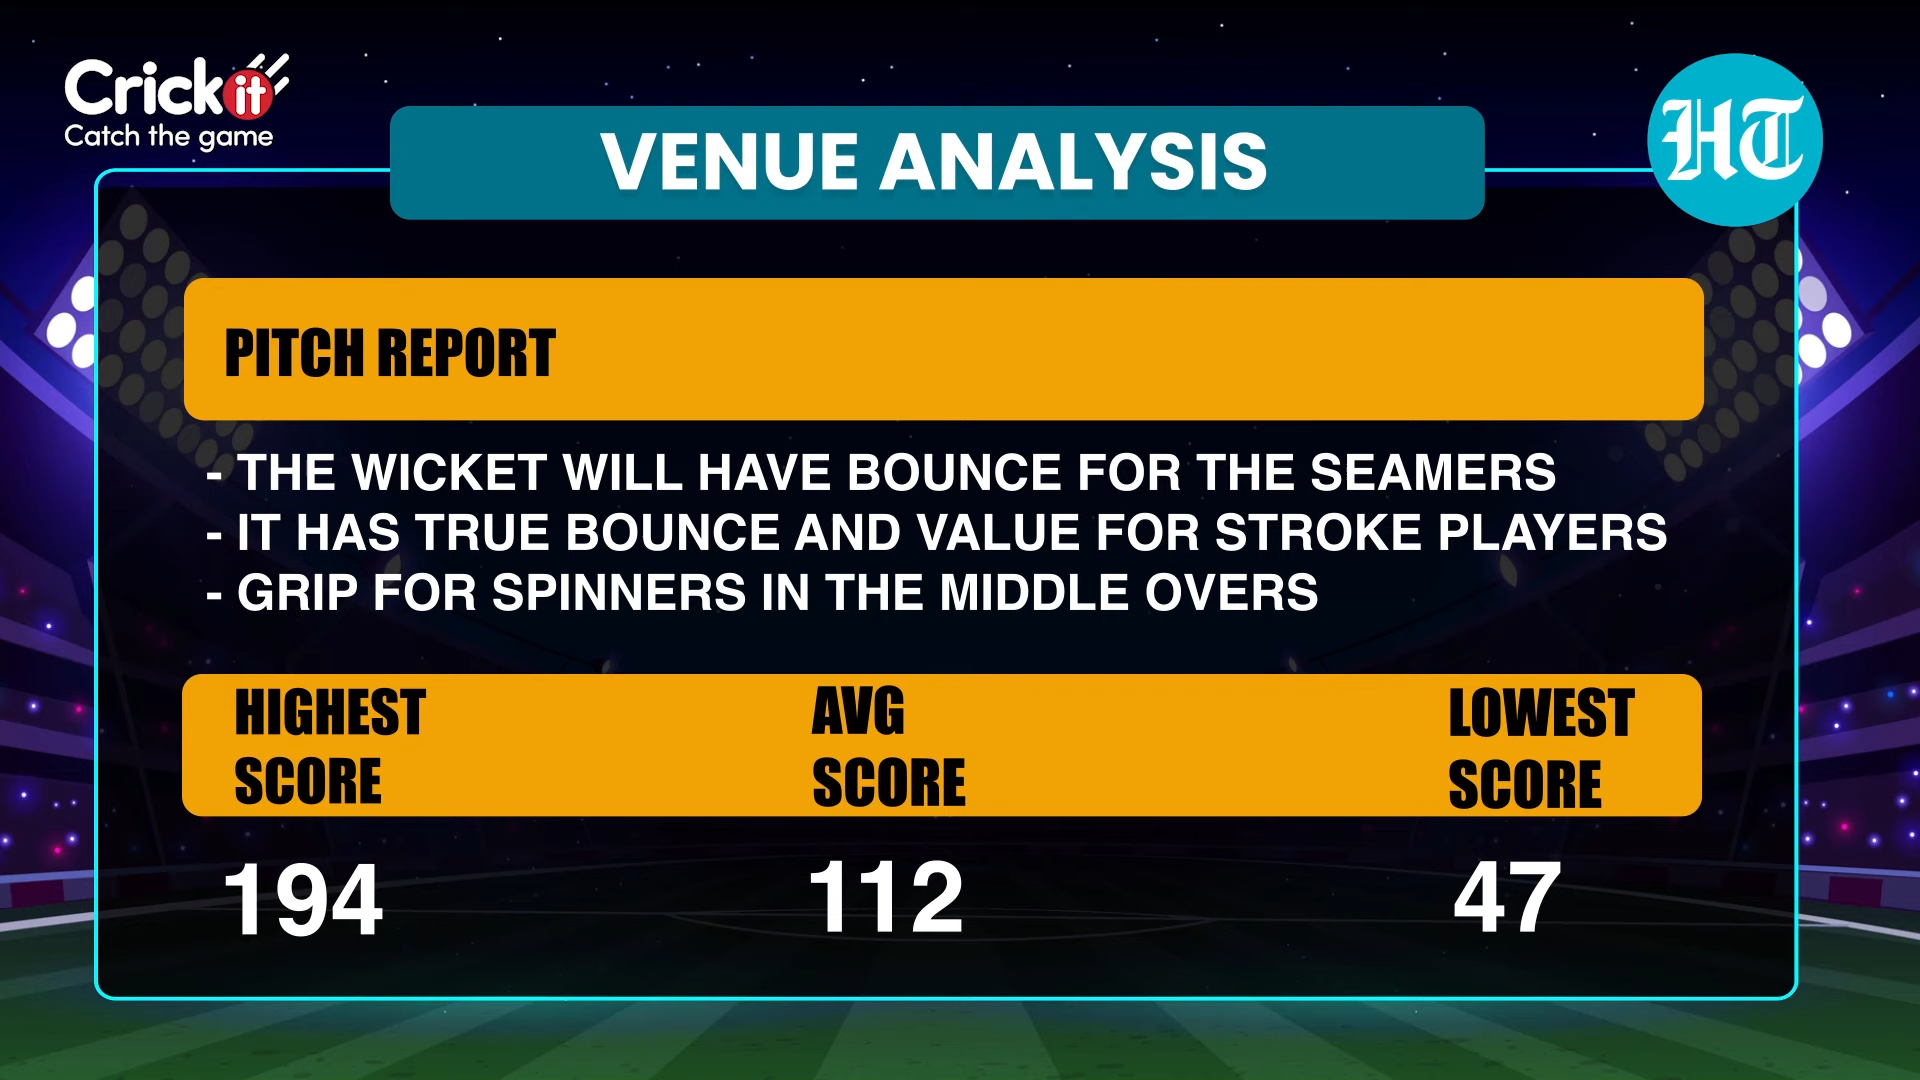 Crickit
Catch the game
HT
VENUE ANALYSIS
PITCH REPORT
- THE WICKET WILL HAVE BOUNCE FOR THE SEAMERS
- IT HAS TRUE BOUNCE AND VALUE FOR STROKE PLAYERS
- GRIP FOR SPINNERS IN THE MIDDLE OVERS
HIGHEST
SCORE
AVG
SCORE
LOWEST
SCORE
194
112
47